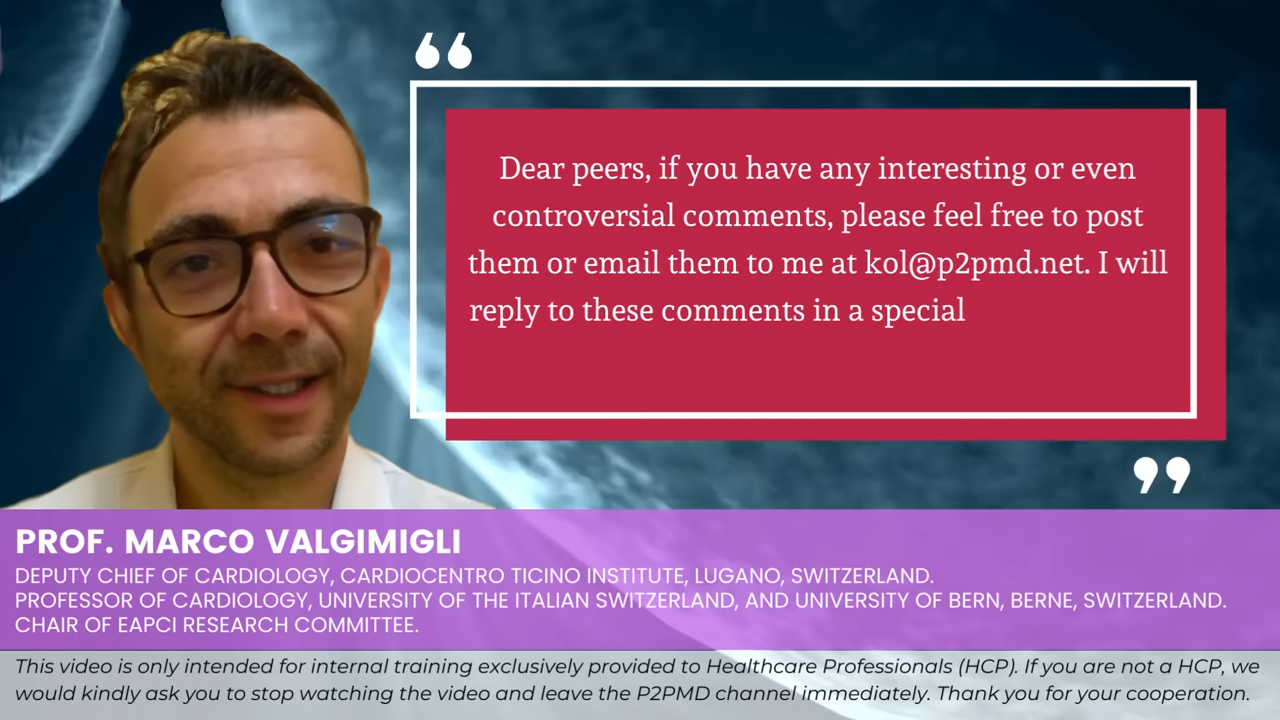 “
Dear peers, if you have any interesting or even
controversial comments, please feel free to post
them or email them to me at kol@p2pmd.net. I will
reply to these comments in a special
”
PROF. MARCO VALGIMIGLI
DEPUTY CHIEF OF CARDIOLOGY, CARDIOCENTRO TICINO INSTITUTE, LUGANO, SWITZERLAND.
PROFESSOR OF CARDIOLOGY, UNIVERSITY OF THE ITALIAN SWITZERLAND, AND UNIVERSITY OF BERN, BERNE, SWITZERLAND.
CHAIR OF EAPCI RESEARCH COMMITTEE.
This video is only intended for internal training exclusively provided to Healthcare Professionals (HCP). If you are not a HCP, we
would kindly ask you to stop watching the video and leave the P2PMD channel immediately. Thank you for your cooperation.